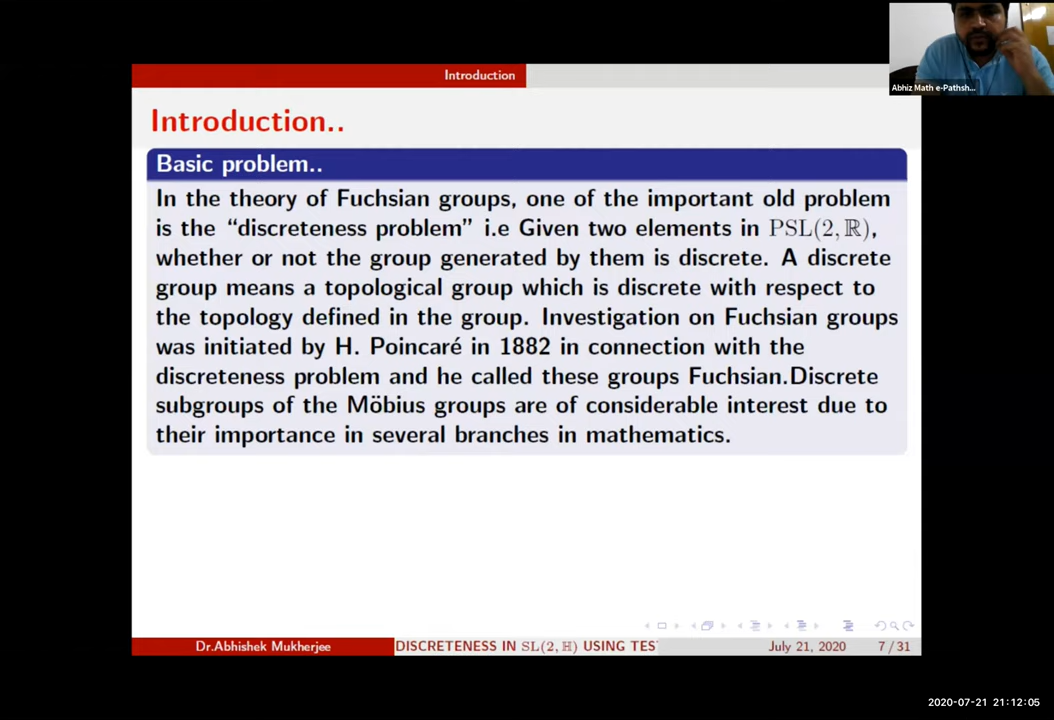 Abhiz Math e-Pathsh...
Introduction
Introduction..
Basic problem..
In the theory of Fuchsian groups, one of the important old problem
is the “discreteness problem” i.e Given two elements in PSL(2, ℝ),
whether or not the group generated by them is discrete. A discrete
group means a topological group which is discrete with respect to
the topology defined in the group. Investigation on Fuchsian groups
was initiated by H. Poincaré in 1882 in connection with the
discreteness problem and he called these groups Fuchsian.Discrete
subgroups of the Möbius groups are of considerable interest due to
their importance in several branches in mathematics.
Dr.Abhishek Mukherjee DISCRETENESS IN SL(2, ℍ) USING TES July 21, 2020 7 / 31
2020-07-21 21:12:05